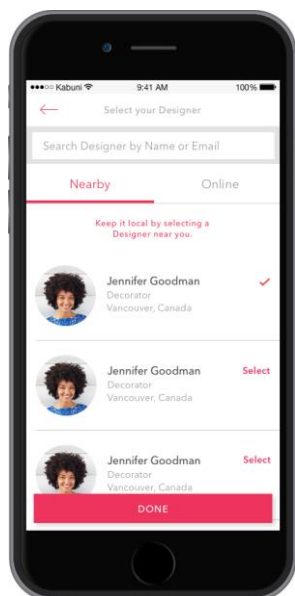 Kabuni 9:41 AM 100%
Select your Designer
Search Designer by Name or Email
Nearby Online
Keep it local by selecting a
Designer near you.
Jennifer Goodman
Decorator
Vancouver, Canada
Jennifer Goodman Select
Decorator
Vancouver, Canada
Jennifer Goodman Select
Decorator
Vancouver, Canada
DONE